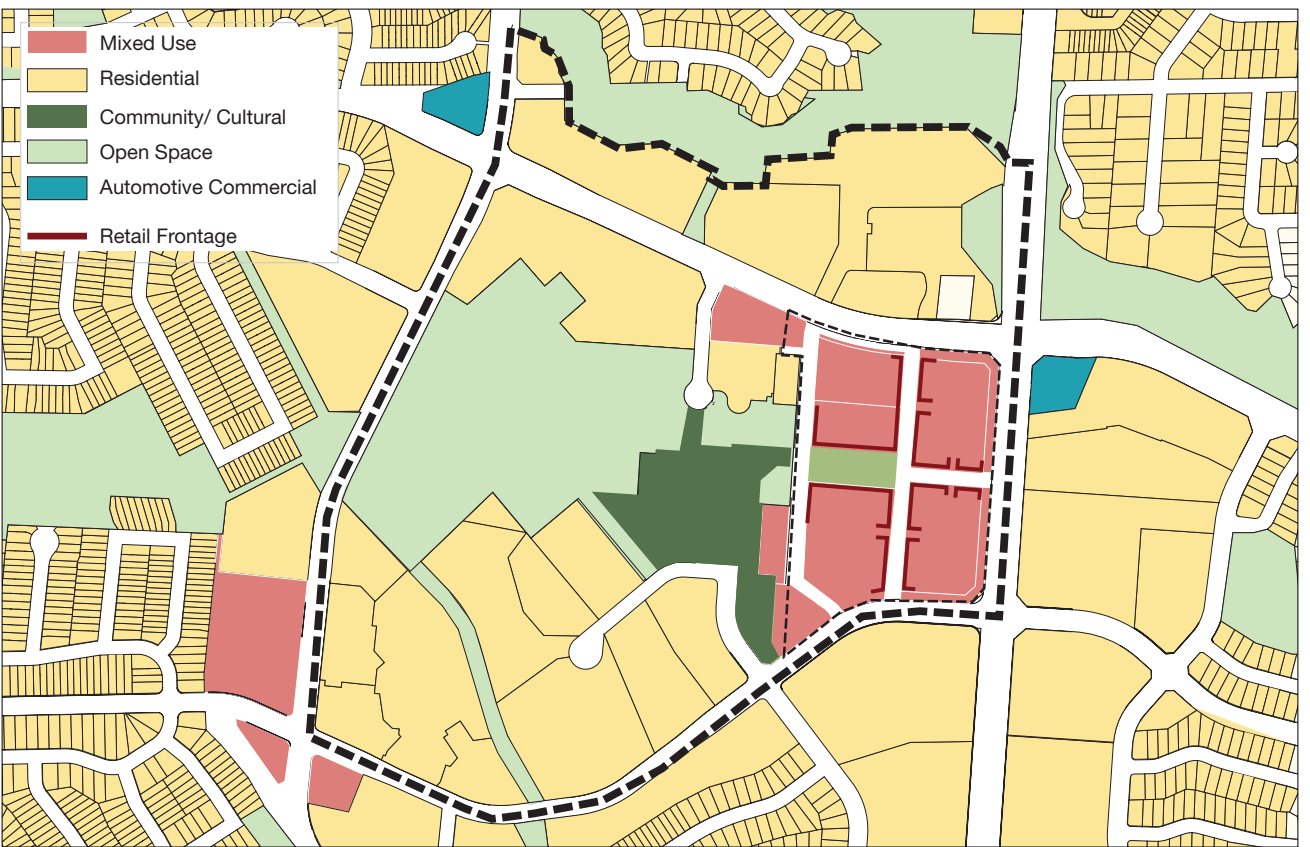 Mixed Use
Residential
Community/ Cultural
Open Space
Automotive Commercial
Retail Frontage